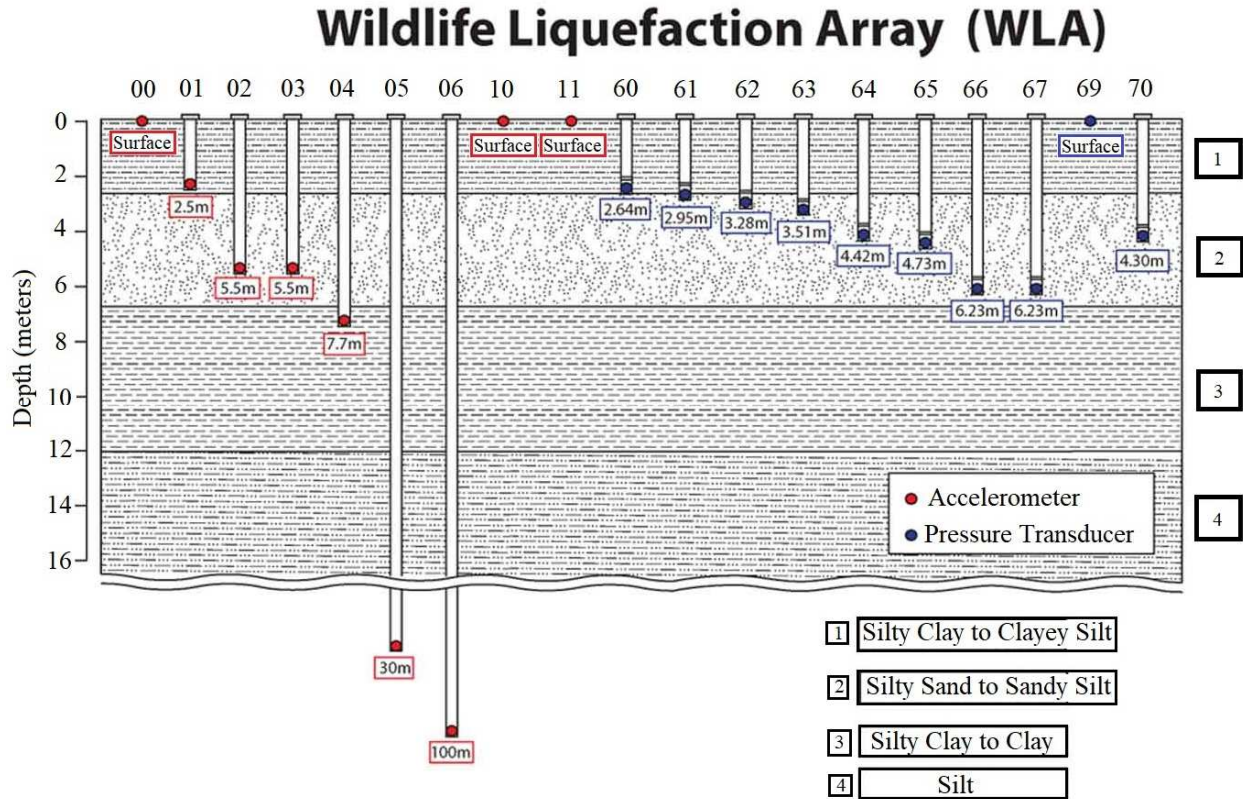 Wildlife Liquefaction Array (WLA)
00 01 02 03 04 05 06 10 11 60 61 62 63 64 65 66 67 69 70
Depth (meters)
0
2
4
6
8
10
12
14
16
Surface
2.5m
5.5m
5.5m
7.7m
30m
100m
Surface
Surface
2.64m
2.95m
3.28m
3.51m
4.42m
4.73m
6.23m
6.23m
Surface
4.30m
1
2
3
4
Accelerometer
Pressure Transducer
1 Silty Clay to Clayey Silt
2 Silty Sand to Sandy Silt
3 Silty Clay to Clay
4 Silt